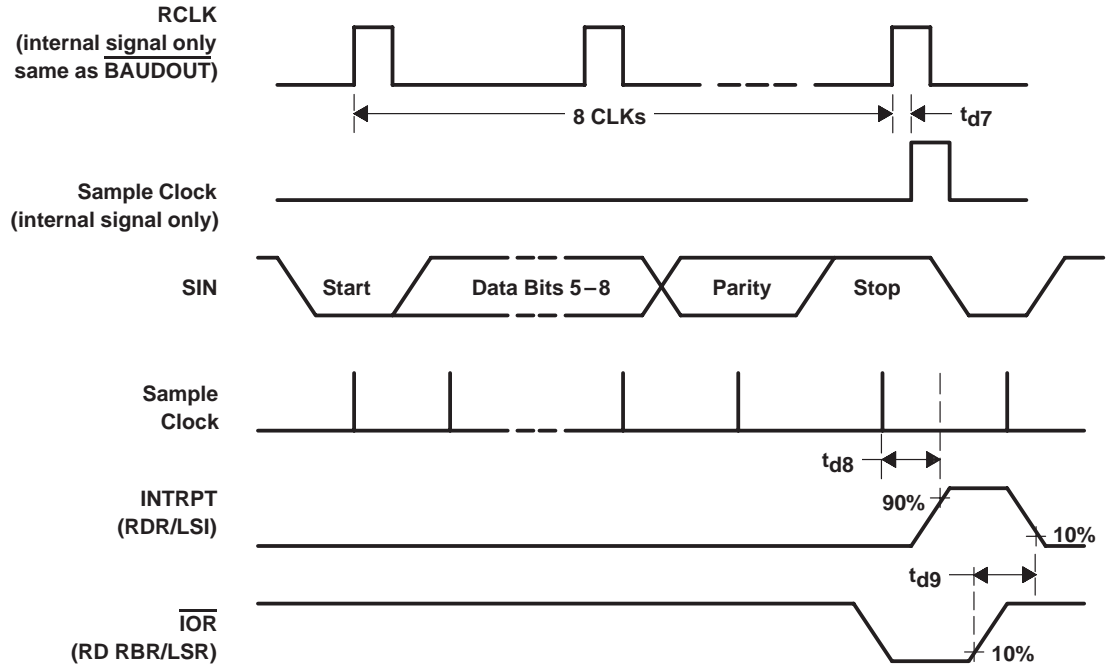 RCLK
(internal signal only
same as BAUDOUT)
8 CLKs
td7
Sample Clock
(internal signal only)
SIN
Start
Data Bits 5–8
Parity
Stop
Sample
Clock
td8
INTRPT
(RDR/LSI)
90%
10%
td9
IOR
(RD RBR/LSR)
10%